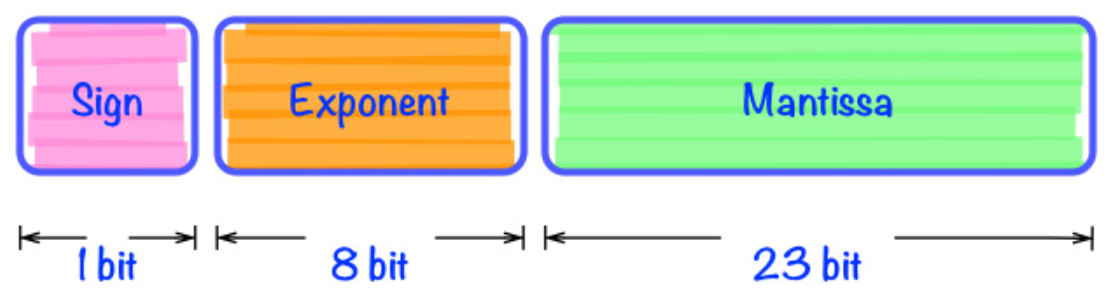 Sign Exponent Mantissa
1 bit 8 bit 23 bit